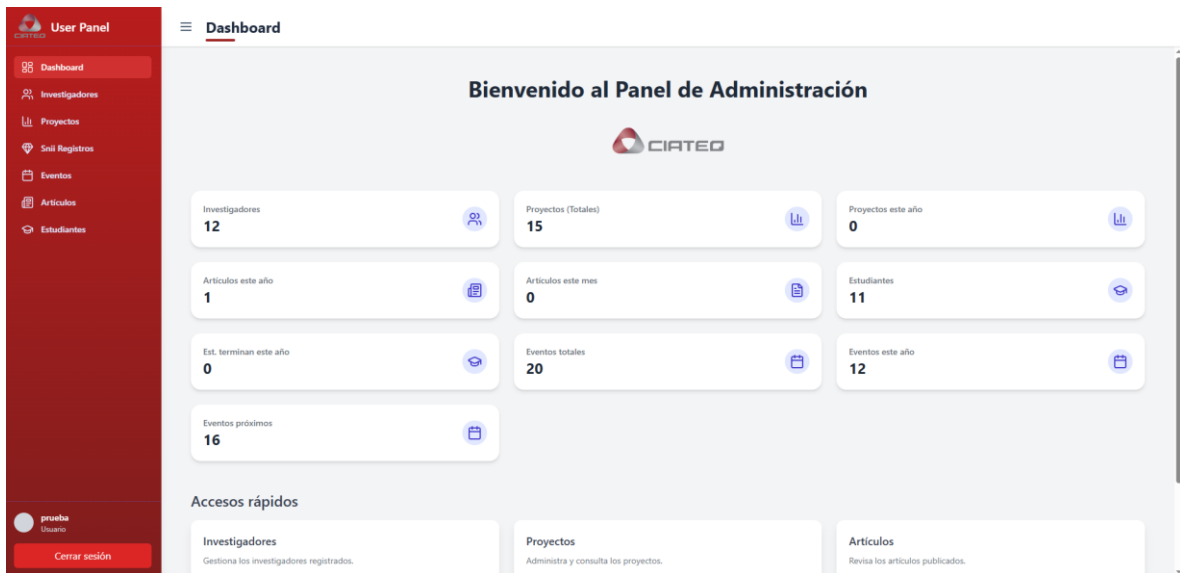 CIATEQ
User Panel
Dashboard
Dashboard
Investigadores
Proyectos
Snii Registros
Eventos
Artículos
Estudiantes
prueba
Usuario
Cerrar sesión
Bienvenido al Panel de Administración
CIATEQ
Investigadores
12
Proyectos (Totales)
15
Proyectos este año
0
Artículos este año
1
Artículos este mes
0
Estudiantes
11
Est. terminan este año
0
Eventos totales
20
Eventos este año
12
Eventos próximos
16
Accesos rápidos
Investigadores
Gestiona los investigadores registrados.
Proyectos
Administra y consulta los proyectos.
Artículos
Revisa los artículos publicados.